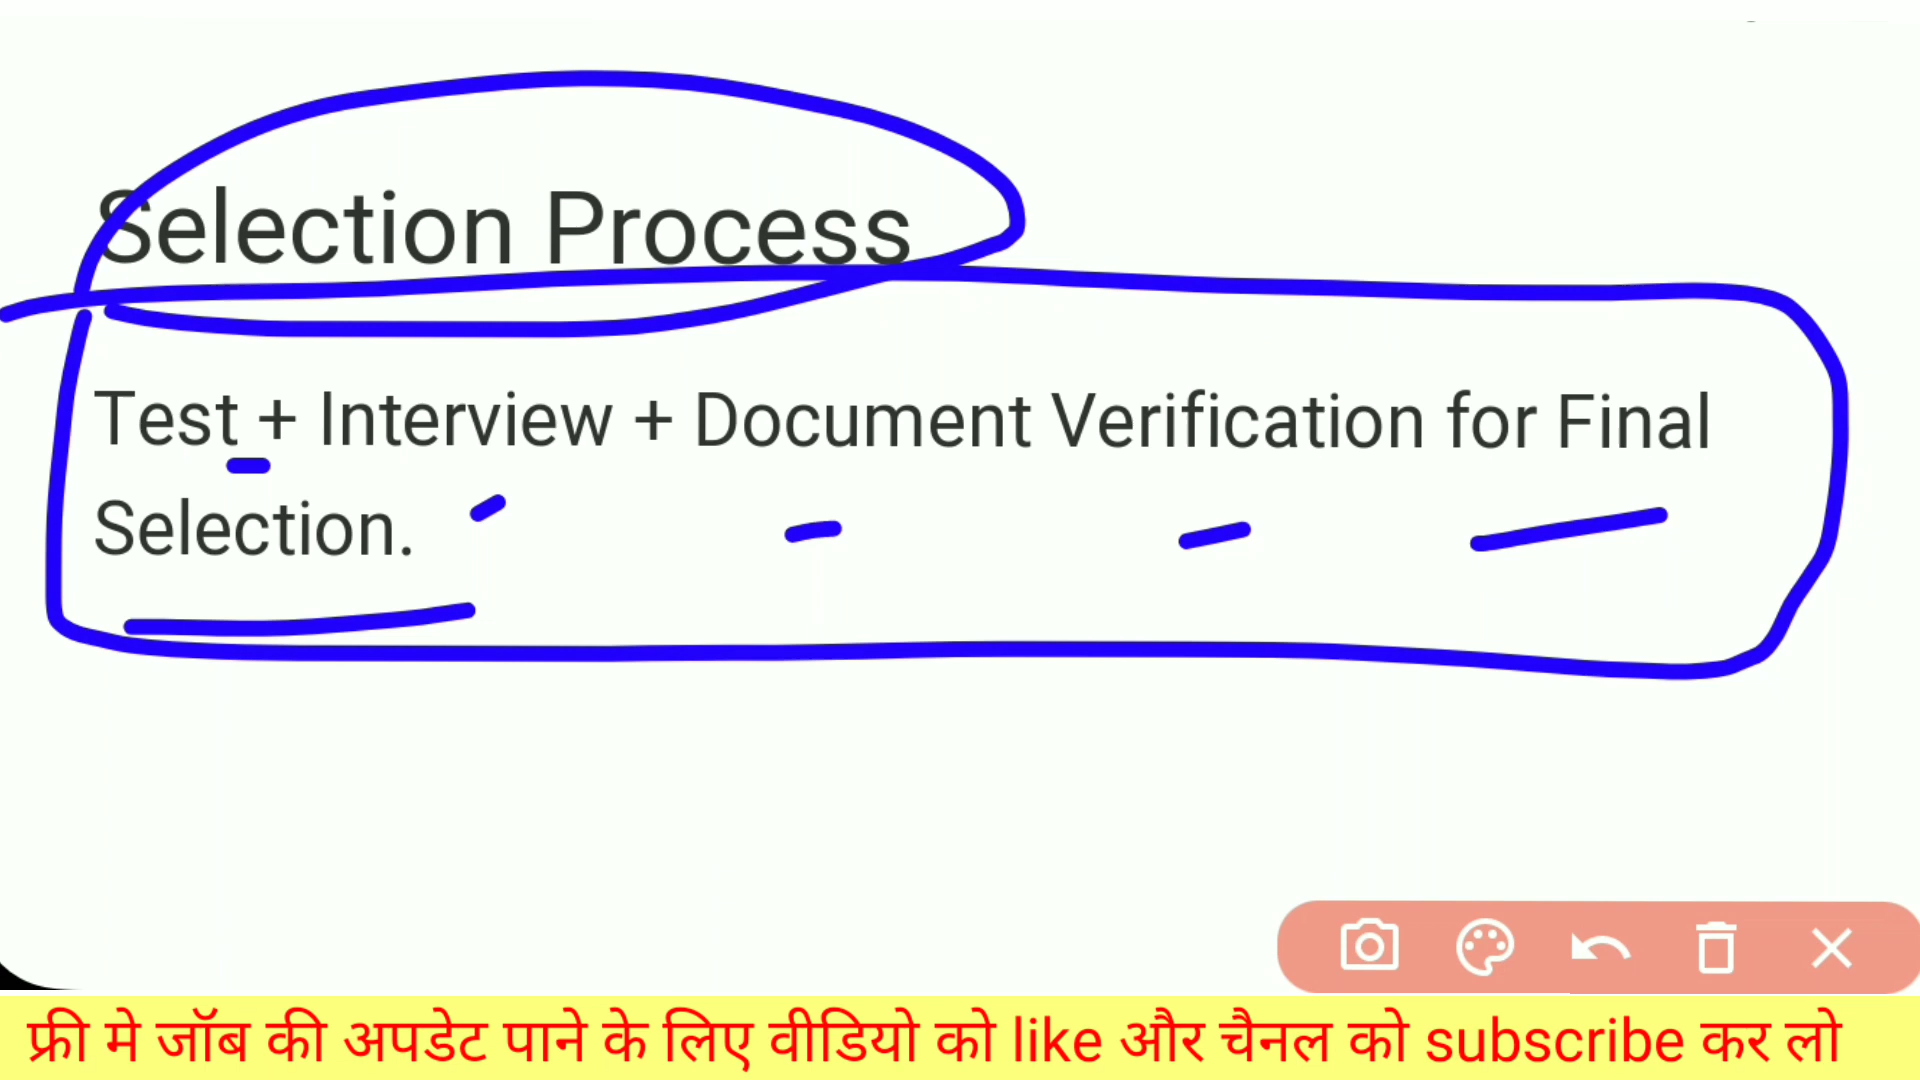 Selection Process
Test + Interview + Document Verification for Final
Selection.
फ्री मे जॉब की अपडेट पाने के लिए वीडियो को like और चैनल को subscribe कर लो